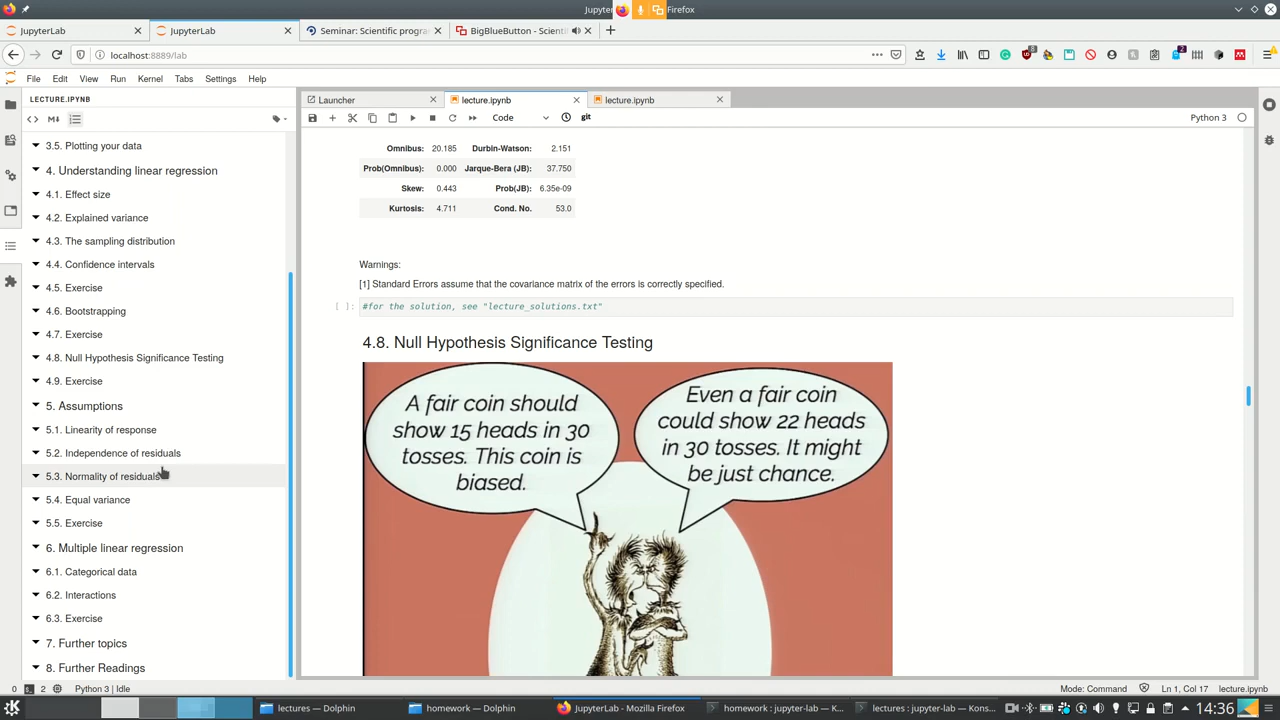 Jupyter Firefox
JupyterLab
JupyterLab
Seminar: Scientific progra
BigBlueButton - Scienti
localhost:8889/lab
File Edit View Run Kernel Tabs Settings Help
LECTURE.IPYNB
Launcher
lecture.ipynb
lecture.ipynb
Code
git
Python 3
3.5. Plotting your data
4. Understanding linear regression
4.1. Effect size
4.2. Explained variance
4.3. The sampling distribution
4.4. Confidence intervals
4.5. Exercise
4.6. Bootstrapping
4.7. Exercise
4.8. Null Hypothesis Significance Testing
4.9. Exercise
5. Assumptions
5.1. Linearity of response
5.2. Independence of residuals
5.3. Normality of residuals
5.4. Equal variance
5.5. Exercise
6. Multiple linear regression
6.1. Categorical data
6.2. Interactions
6.3. Exercise
7. Further topics
8. Further Readings
Omnibus: 20.185 Durbin-Watson: 2.151
Prob(Omnibus): 0.000 Jarque-Bera (JB): 37.750
Skew: 0.443 Prob(JB): 6.35e-09
Kurtosis: 4.711 Cond. No. 53.0
Warnings:
[1] Standard Errors assume that the covariance matrix of the errors is correctly specified.
[ ]: #for the solution, see "lecture_solutions.txt"
4.8. Null Hypothesis Significance Testing
A fair coin should
show 15 heads in 30
tosses. This coin is
biased.
Even a fair coin
could show 22 heads
in 30 tosses. It might
be just chance.
0 2 Python 3 | Idle
Mode: Command
Ln 1, Col 17 lecture.ipynb
lectures — Dolphin
homework — Dolphin
JupyterLab - Mozilla Firefox
homework : jupyter-lab — K...
lectures : jupyter-lab — Kons...
14:36